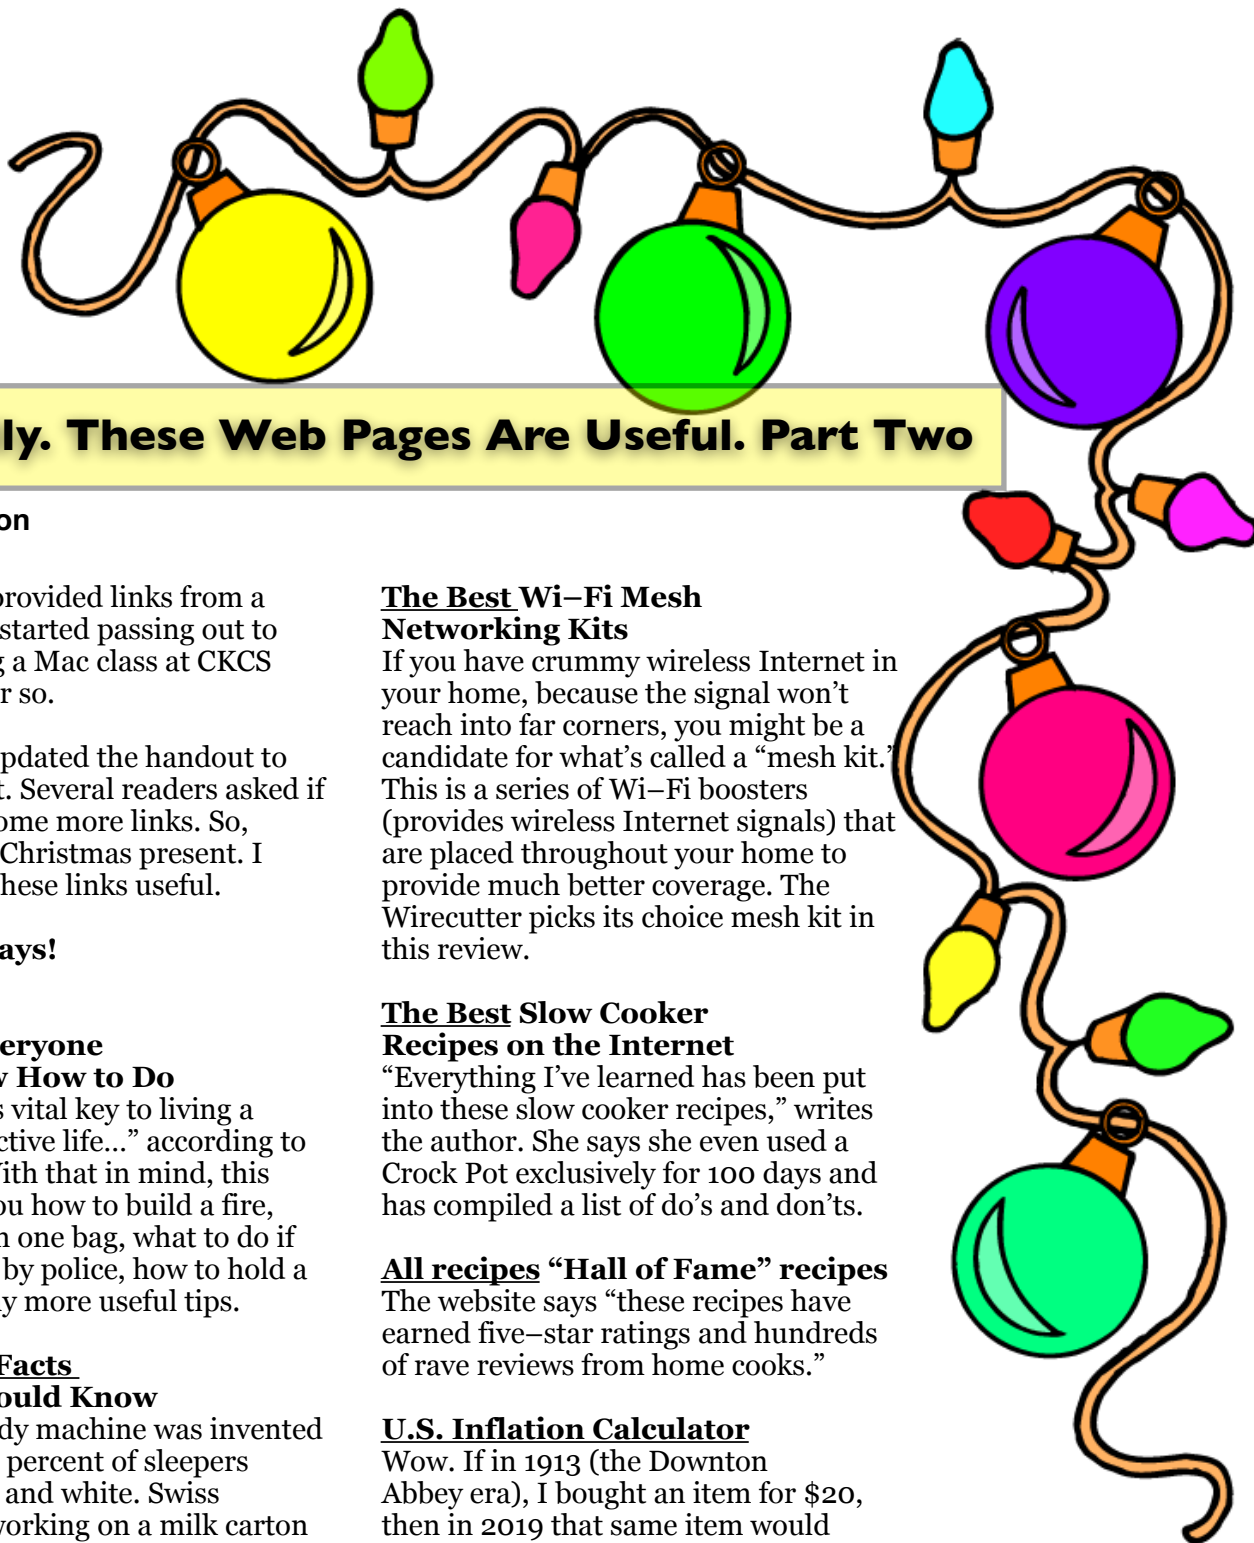 ly. These Web Pages Are Useful. Part Two
on
provided links from a
started passing out to
g a Mac class at CKCS
r so.
pdated the handout to
t. Several readers asked if
ome more links. So,
Christmas present. I
hese links useful.
ays!
eryone
v How to Do
s vital key to living a
ctive life…” according to
With that in mind, this
ou how to build a fire,
n one bag, what to do if
by police, how to hold a
ny more useful tips.
Facts
ould Know
dy machine was invented
percent of sleepers
and white. Swiss
working on a milk carton
The Best Wi–Fi Mesh
Networking Kits
If you have crummy wireless Internet in
your home, because the signal won’t
reach into far corners, you might be a
candidate for what’s called a “mesh kit.”
This is a series of Wi–Fi boosters
(provides wireless Internet signals) that
are placed throughout your home to
provide much better coverage. The
Wirecutter picks its choice mesh kit in
this review.
The Best Slow Cooker
Recipes on the Internet
“Everything I’ve learned has been put
into these slow cooker recipes,” writes
the author. She says she even used a
Crock Pot exclusively for 100 days and
has compiled a list of do’s and don’ts.
All recipes “Hall of Fame” recipes
The website says “these recipes have
earned five–star ratings and hundreds
of rave reviews from home cooks.”
U.S. Inflation Calculator
Wow. If in 1913 (the Downton
Abbey era), I bought an item for $20,
then in 2019 that same item would